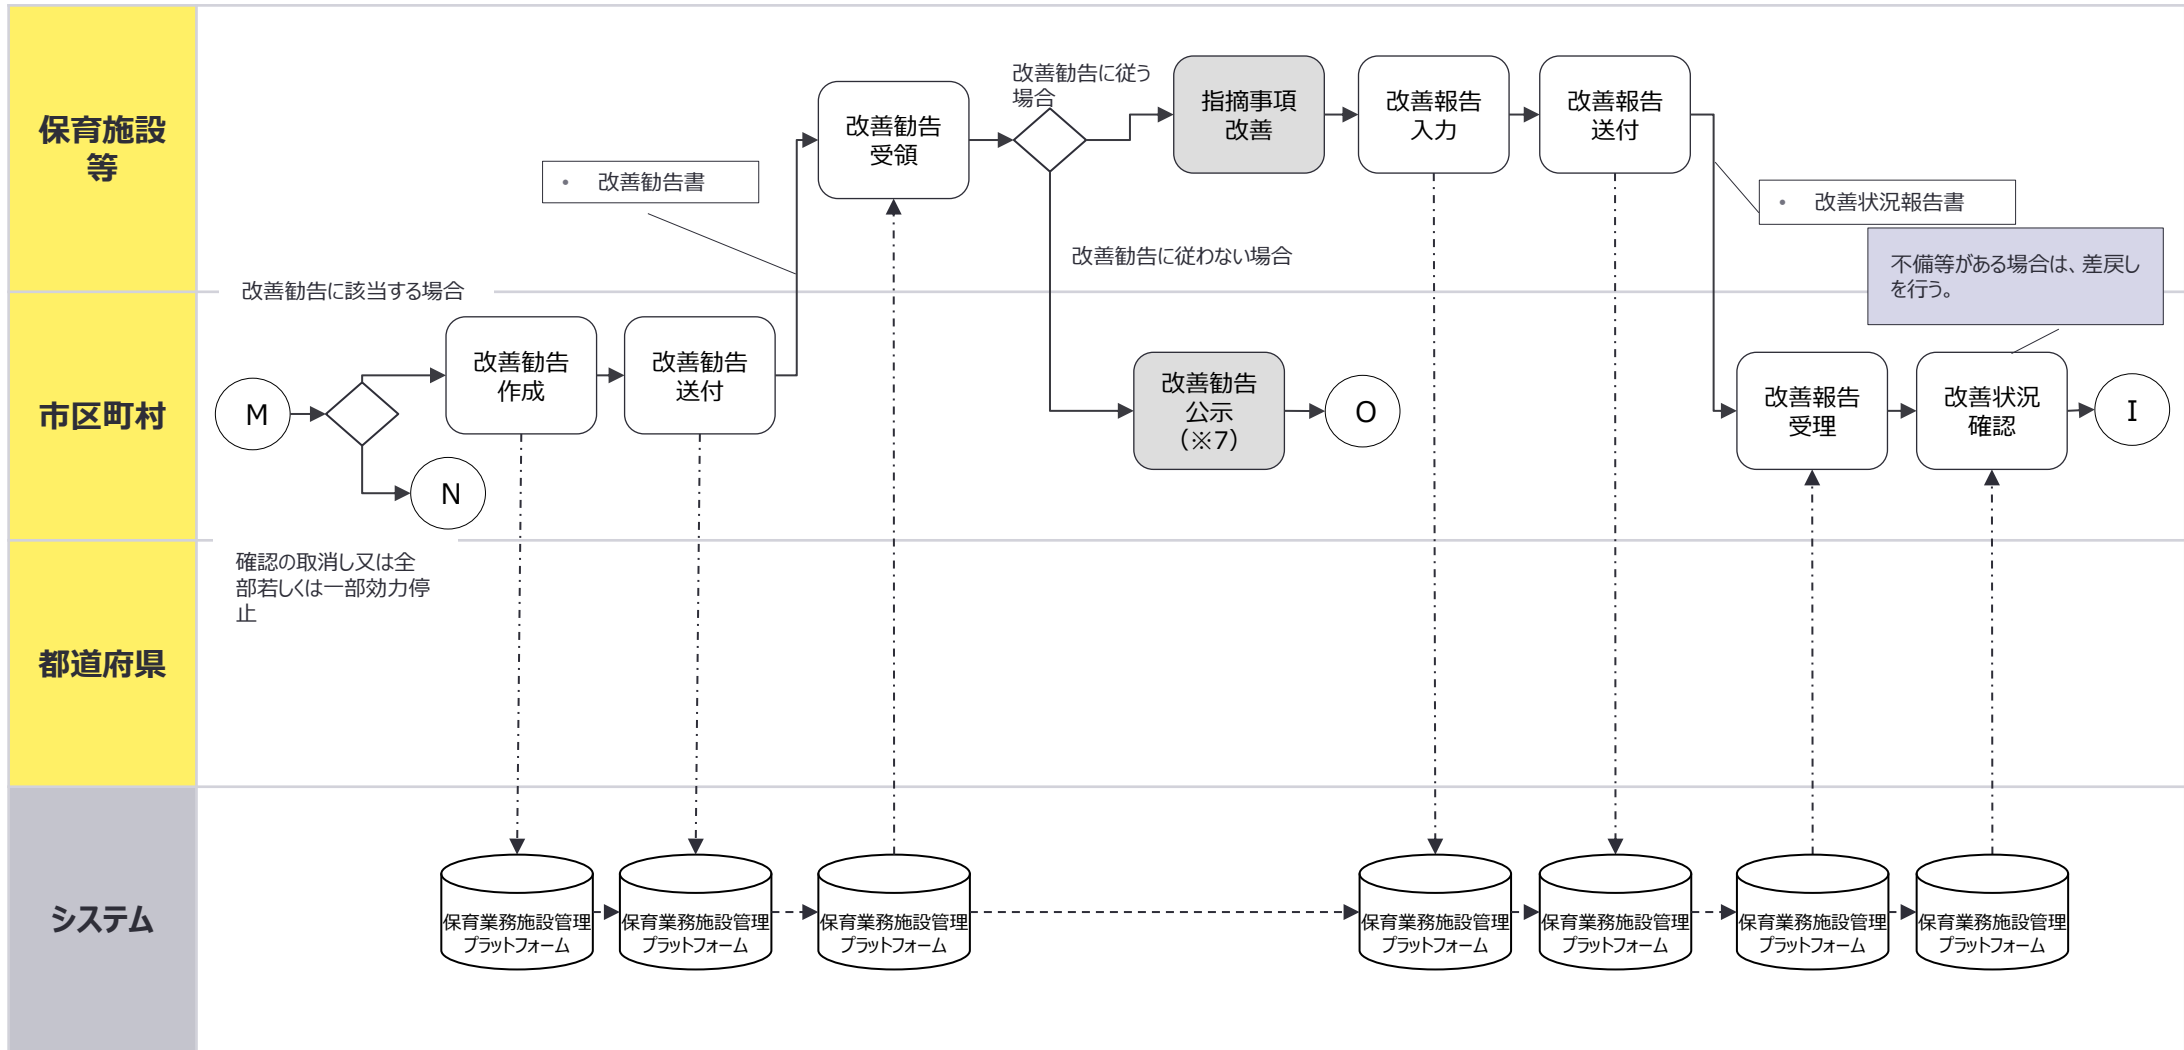 保育施設
等
改善勧告
受領
改善勧告に従う
場合
指摘事項
改善
改善報告
入力
改善報告
送付
• 改善勧告書
• 改善状況報告書
改善勧告に従わない場合
不備等がある場合は、差戻し
を行う。
改善勧告に該当する場合
市区町村
M
改善勧告
作成
改善勧告
送付
N
改善勧告
公示
（※7）
O
改善報告
受理
改善状況
確認
I
確認の取消し又は全
部若しくは一部効力停
止
都道府県
システム
保育業務施設管理
プラットフォーム
保育業務施設管理
プラットフォーム
保育業務施設管理
プラットフォーム
保育業務施設管理
プラットフォーム
保育業務施設管理
プラットフォーム
保育業務施設管理
プラットフォーム
保育業務施設管理
プラットフォーム